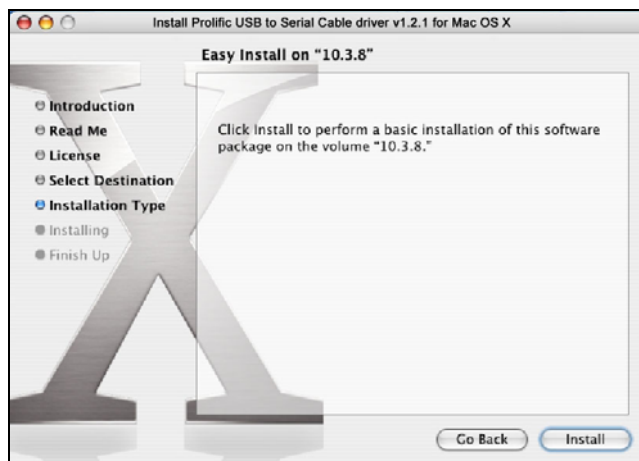 Install Prolific USB to Serial Cable driver v1.2.1 for Mac OS X
Easy Install on “10.3.8”
Introduction
Read Me
License
Select Destination
Installation Type
Installing
Finish Up
Click Install to perform a basic installation of this software
package on the volume “10.3.8.”
Go Back
Install